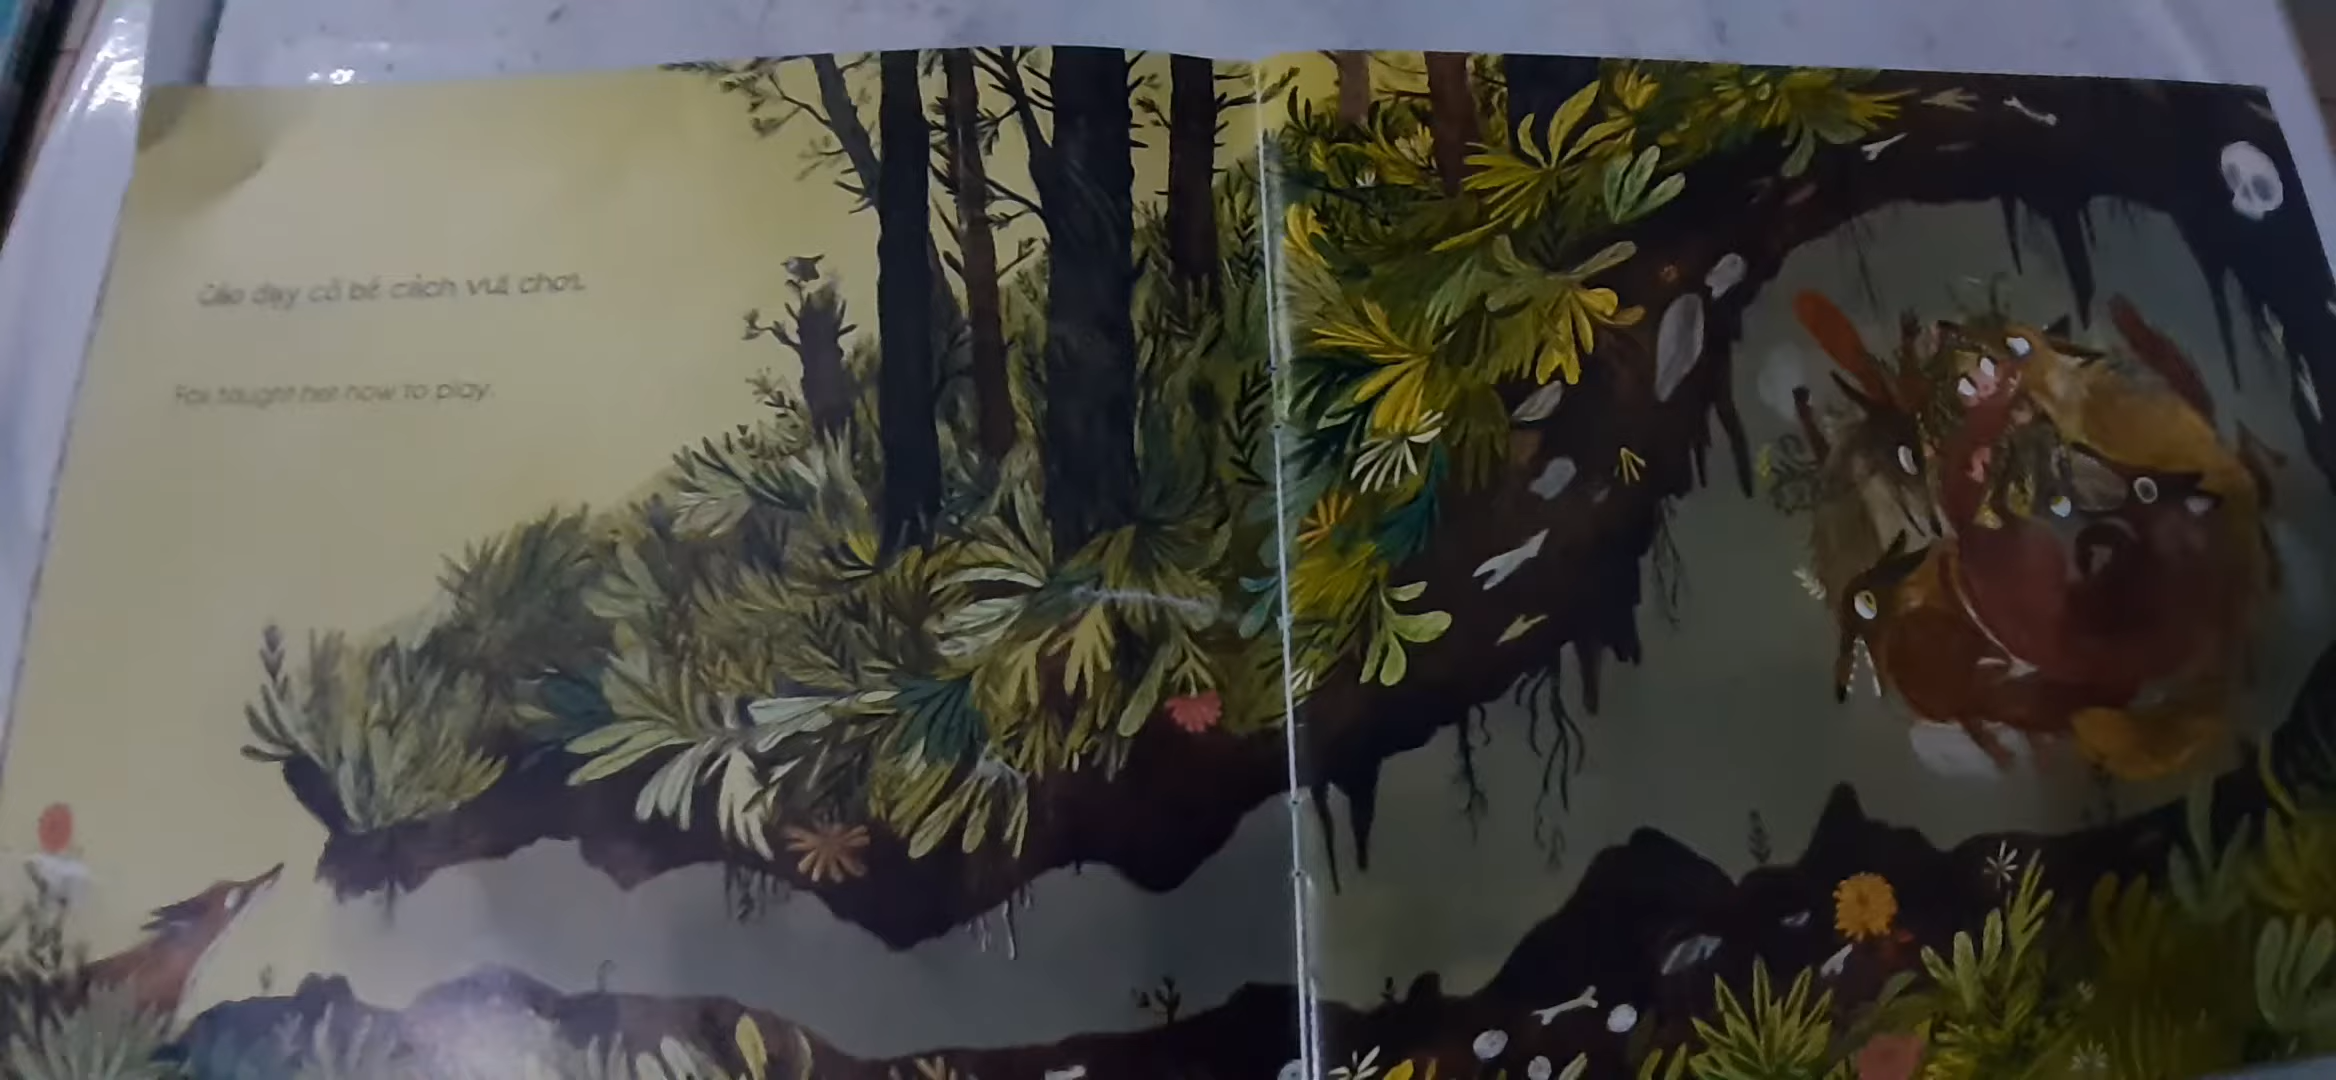 Cáo dạy cô bé cách vui chơi.
Fox taught her how to play.